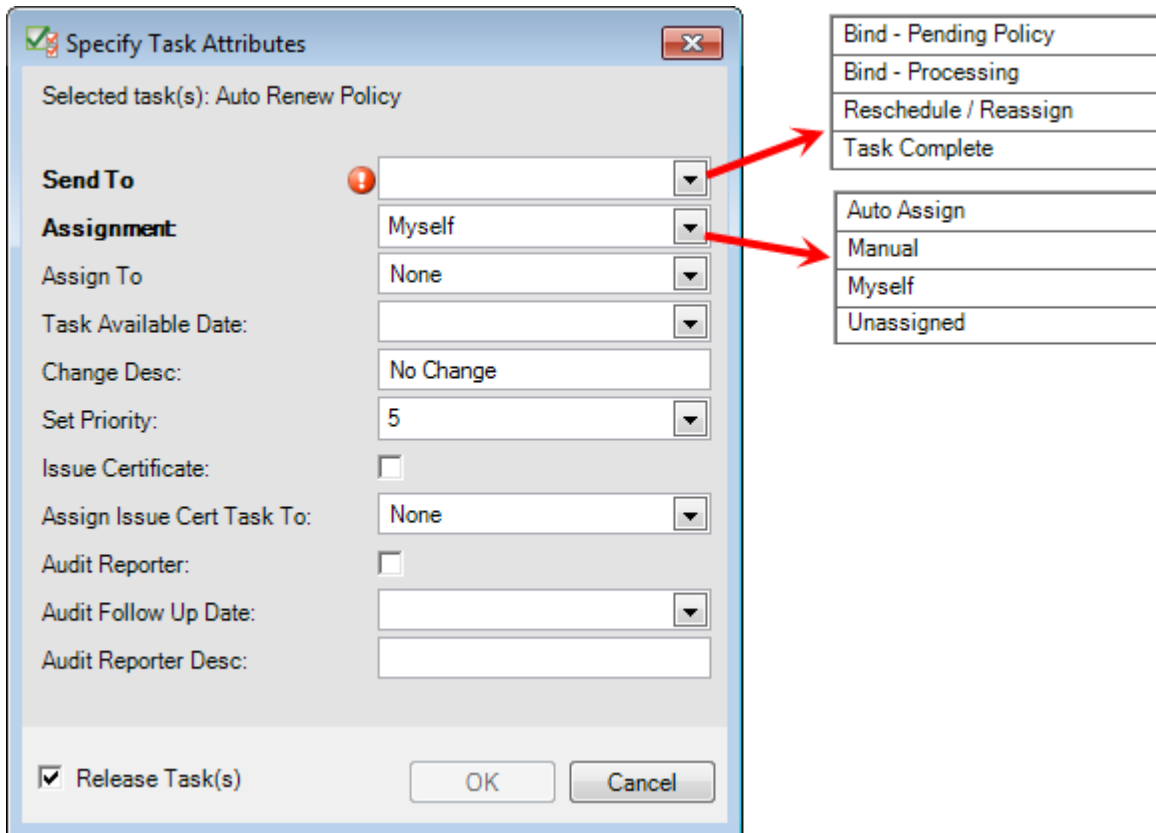 Specify Task Attributes
Selected task(s): Auto Renew Policy
Send To
Assignment:
Myself
Assign To
None
Task Available Date:
Change Desc:
No Change
Set Priority:
5
Issue Certificate:
Assign Issue Cert Task To:
None
Audit Reporter:
Audit Follow Up Date:
Audit Reporter Desc:
Release Task(s)
OK
Cancel
Bind - Pending Policy
Bind - Processing
Reschedule / Reassign
Task Complete
Auto Assign
Manual
Myself
Unassigned